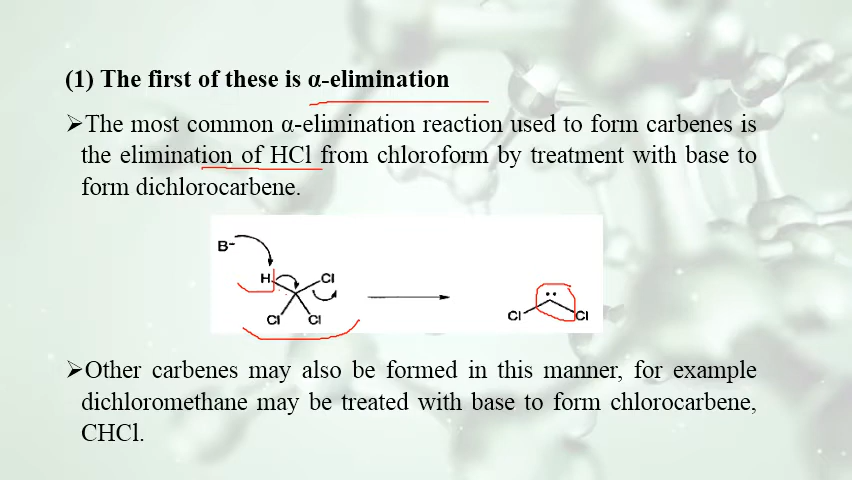 (1) The first of these is α-elimination
➢The most common α-elimination reaction used to form carbenes is
the elimination of HCl from chloroform by treatment with base to
form dichlorocarbene.
B⁻
H Cl
Cl Cl
Cl Cl
➢Other carbenes may also be formed in this manner, for example
dichloromethane may be treated with base to form chlorocarbene,
CHCl.